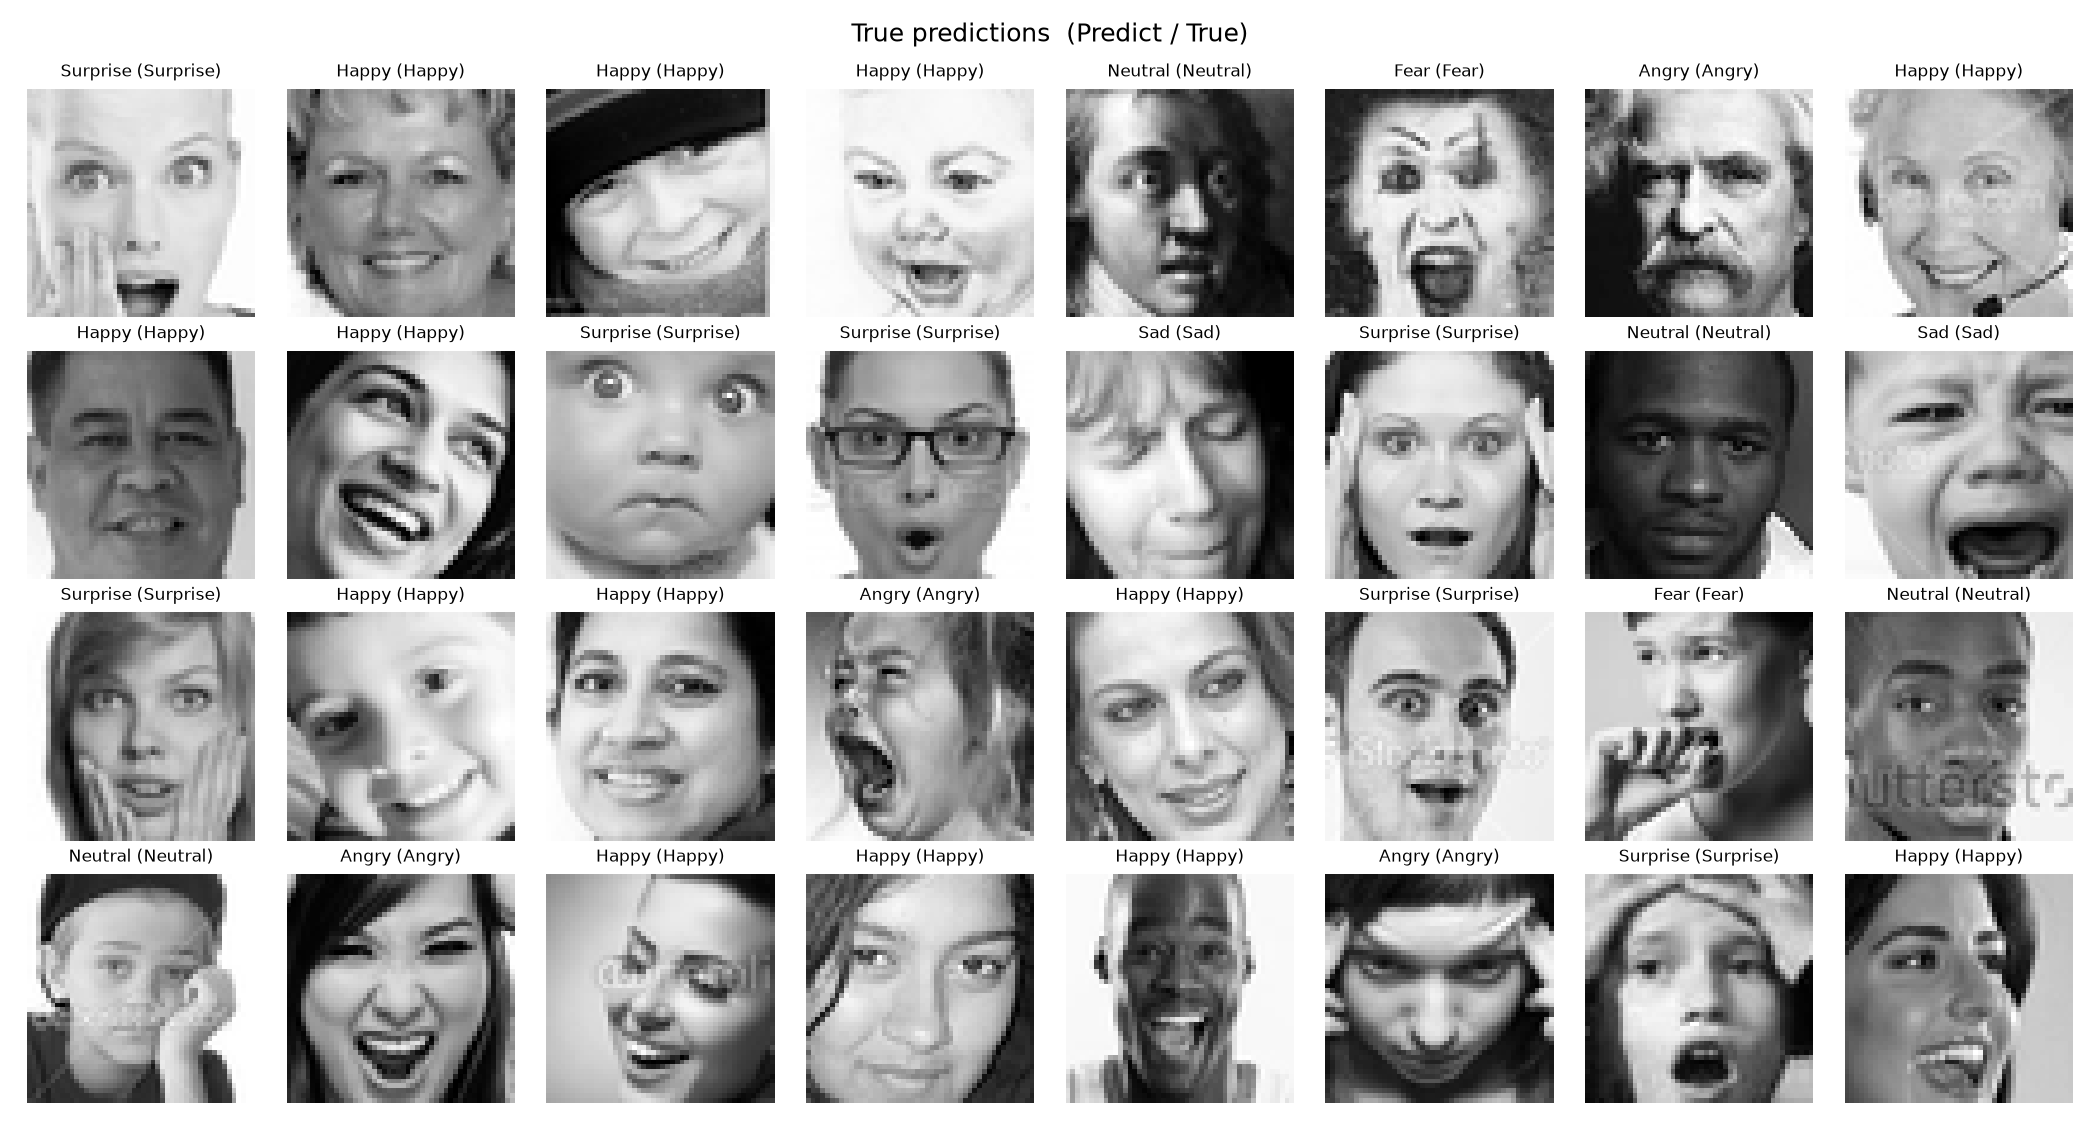 True predictions (Predict / True)
Surprise (Surprise) Happy (Happy) Happy (Happy) Happy (Happy) Neutral (Neutral) Fear (Fear) Angry (Angry) Happy (Happy)
Happy (Happy) Happy (Happy) Surprise (Surprise) Surprise (Surprise) Sad (Sad) Surprise (Surprise) Neutral (Neutral) Sad (Sad)
Surprise (Surprise) Happy (Happy) Happy (Happy) Angry (Angry) Happy (Happy) Surprise (Surprise) Fear (Fear) Neutral (Neutral)
uttersto
Neutral (Neutral) Angry (Angry) Happy (Happy) Happy (Happy) Happy (Happy) Angry (Angry) Surprise (Surprise) Happy (Happy)